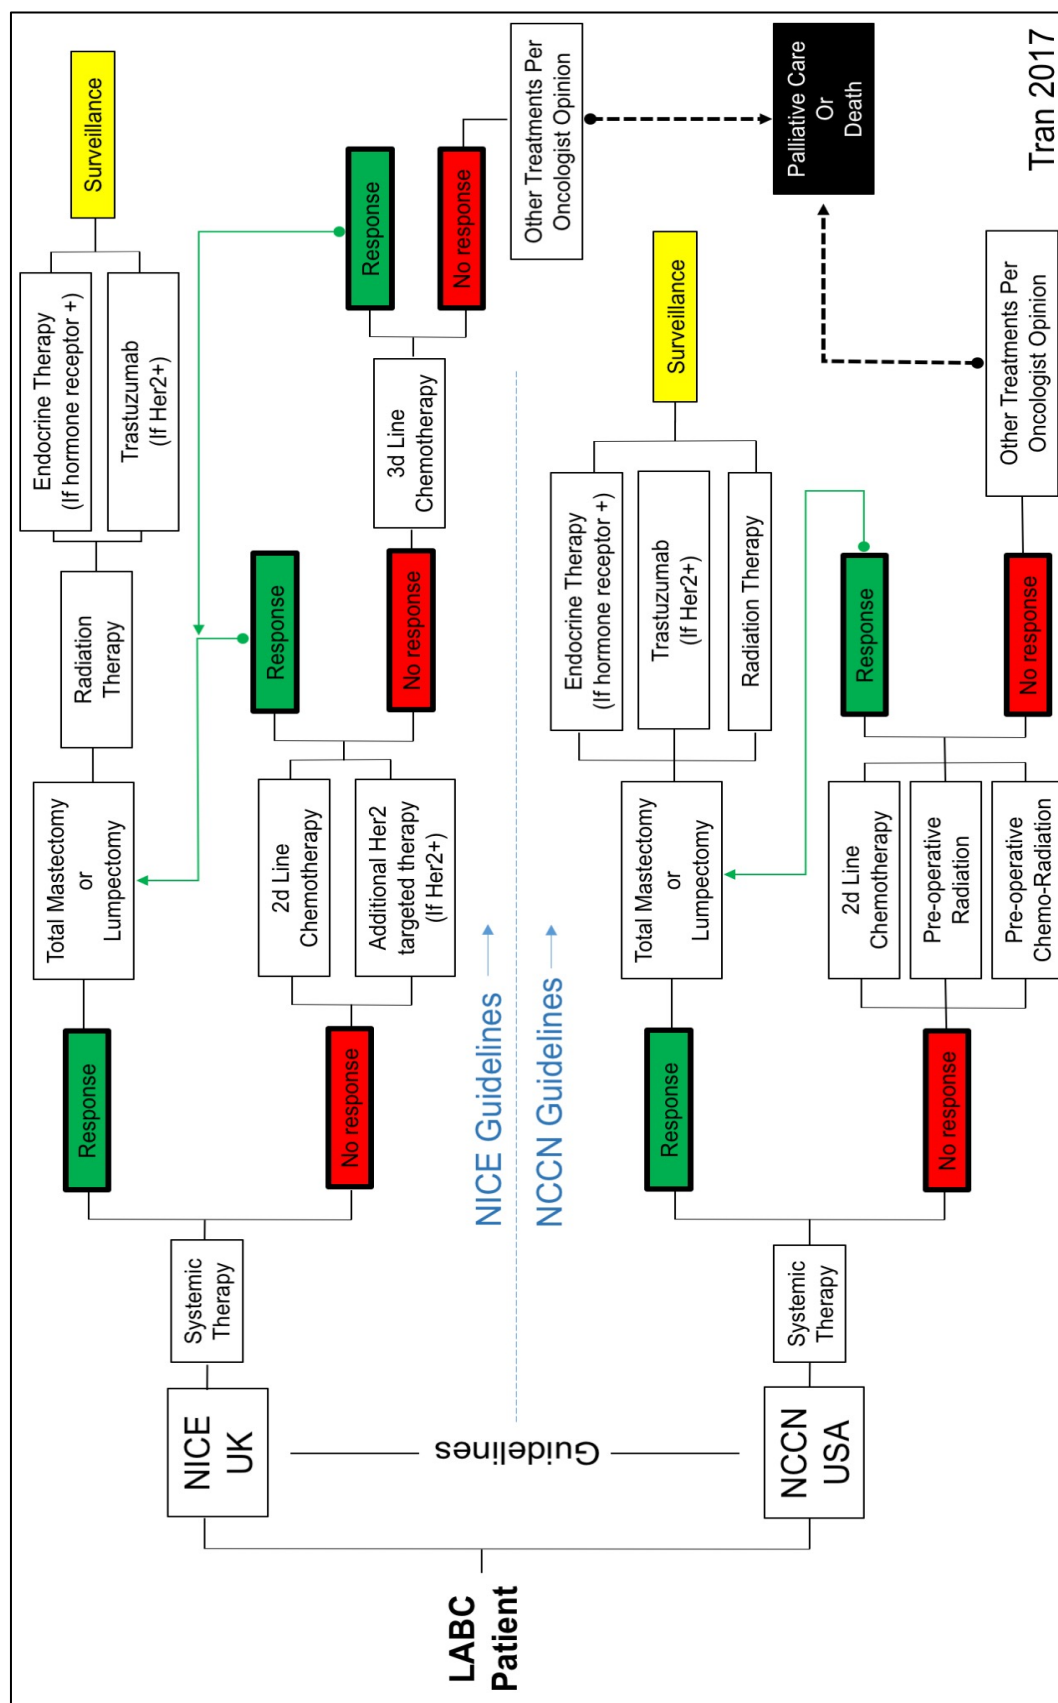 LABC
Patient
Guidelines
NICE
UK
Systemic
Therapy
Response
Total Mastectomy
or
Lumpectomy
Radiation
Therapy
Endocrine Therapy
(If hormone receptor +)
Trastuzumab
(If Her2+)
Surveillance
No response
2d Line
Chemotherapy
Additional Her2
targeted therapy
(If Her2+)
Response
No response
3d Line
Chemotherapy
Response
No response
Other Treatments Per
Oncologist Opinion
NICE Guidelines
NCCN Guidelines
NCCN
USA
Systemic
Therapy
Response
Total Mastectomy
or
Lumpectomy
Endocrine Therapy
(If hormone receptor +)
Trastuzumab
(If Her2+)
Radiation Therapy
Surveillance
No response
2d Line
Chemotherapy
Pre-operative
Radiation
Pre-operative
Chemo-Radiation
Response
No response
Other Treatments Per
Oncologist Opinion
Palliative Care
Or
Death
Tran 2017